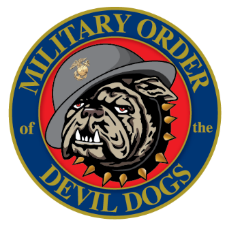 MILITARY ORDER
of the
DEVIL DOGS